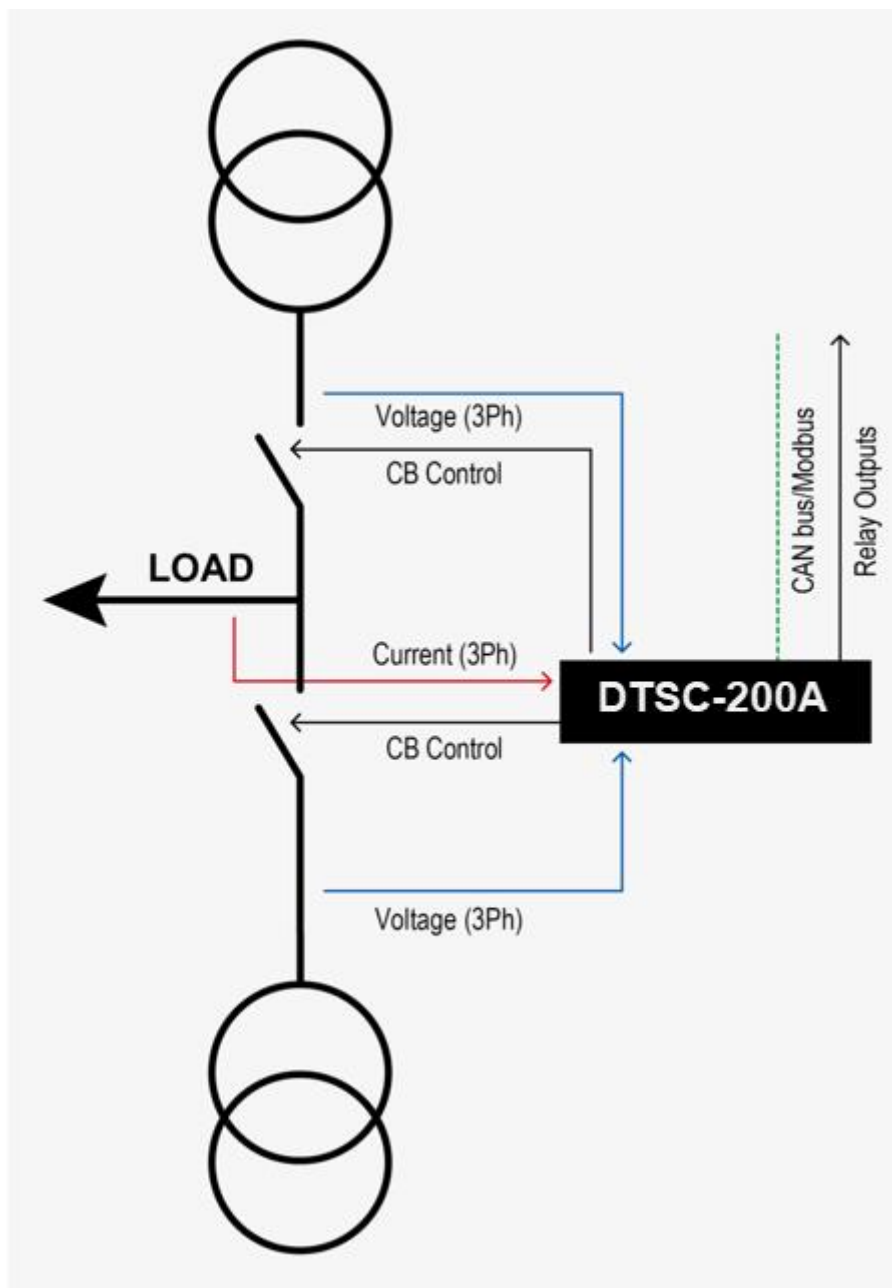 Voltage (3Ph)
CB Control
CAN bus/Modbus
Relay Outputs
LOAD
Current (3Ph)
DTSC-200A
CB Control
Voltage (3Ph)